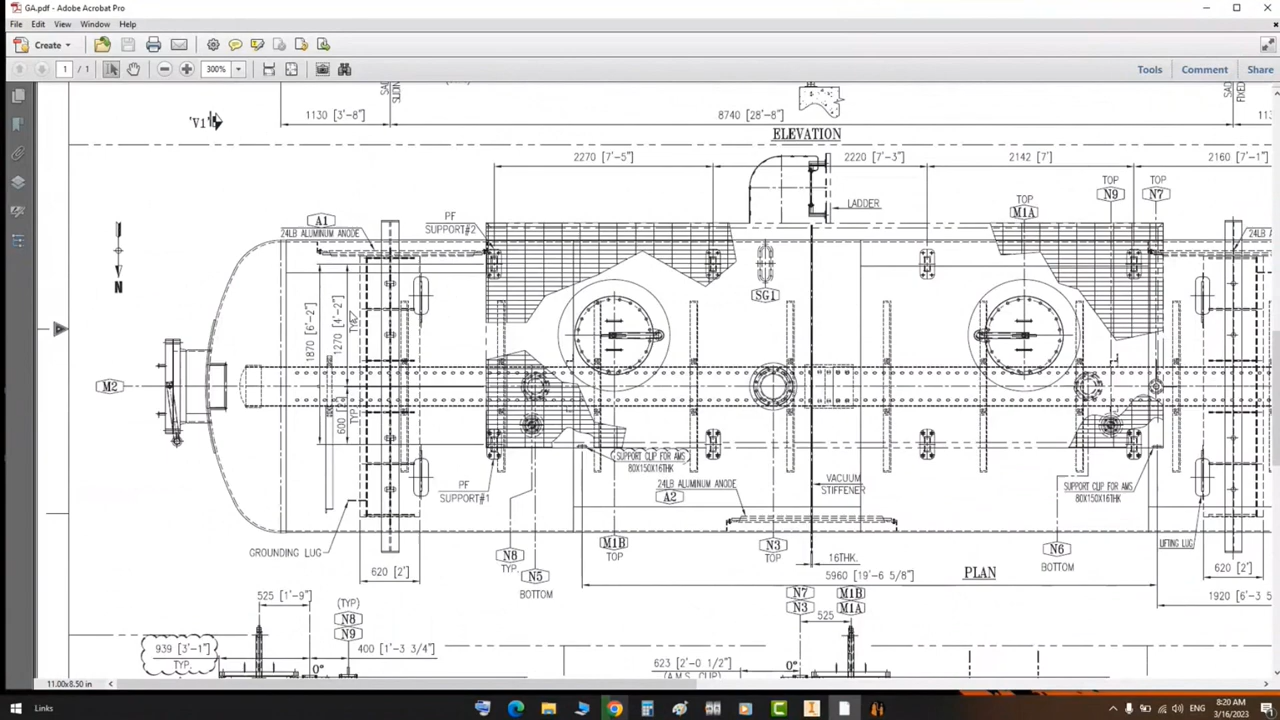 GA.pdf - Adobe Acrobat Pro
File Edit View Window Help
Create
1 / 1 300% Tools Comment Share
1130 [3'-8"] 8740 [28'-8"]
'V1'
ELEVATION
2270 [7'-5"] 2220 [7'-3"] 2142 [7'] 2160 [7'-1"]
TOP TOP
N9 N7
TOP
M1A
A1
24LB ALUMINUM ANODE
PF
SUPPORT#2
LADDER
SG1
N
1870 [6'-2"]
1270 [4'-2"]
TYP.
M2
TYP.
PF
SUPPORT#1
SUPPORT CLIP FOR AMS
80X150X16THK
24LB ALUMINUM ANODE
A2
VACUUM
STIFFENER
SUPPORT CLIP FOR AMS
80X150X16THK
GROUNDING LUG
LIFTING LUG
M1B
TOP
N3
TOP
N8
TYP.
N5
BOTTOM
N6
BOTTOM
16THK.
620 [2'] 5960 [19'-6 5/8"] PLAN 620 [2']
525 [1'-9"]
(TYP)
N8
N9
N7 M1B
N3 M1A
525
939 [3'-1"]
TYP.
400 [1'-3 3/4"]
623 [2'-0 1/2"]
(A.M.S. CLIP)
0° 0°
11.00x8.50 in
Links
8:20 AM
3/16/2023